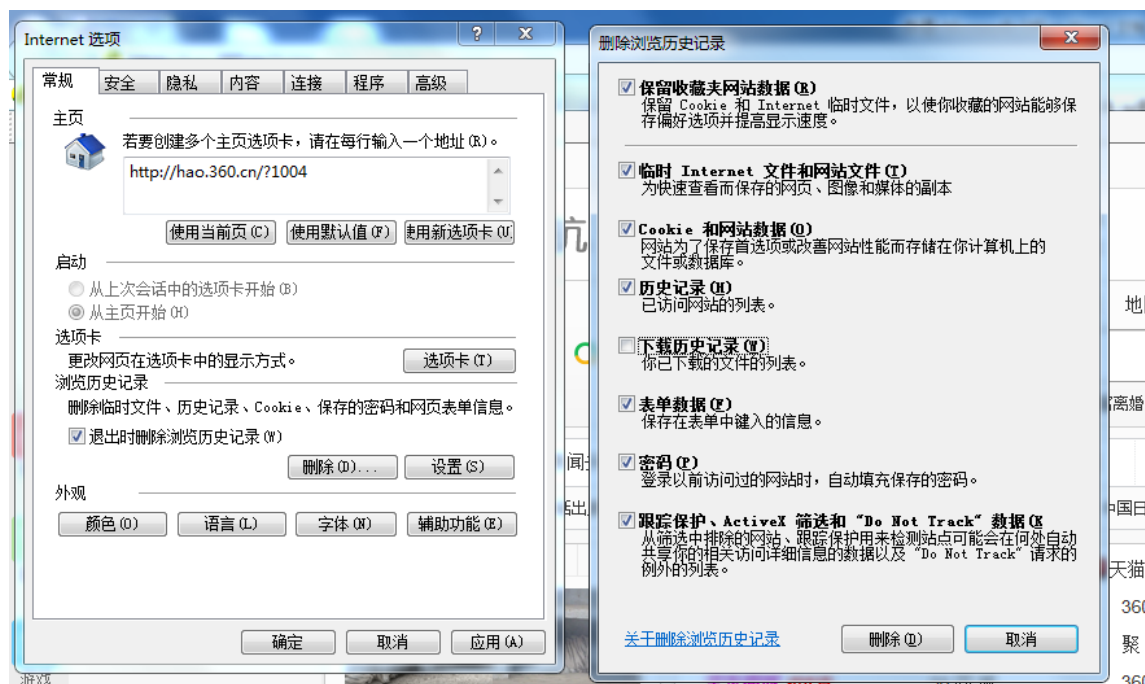 Internet 选项
常规 安全 隐私 内容 连接 程序 高级
主页
若要创建多个主页选项卡，请在每行输入一个地址(R)。
http://hao.360.cn/?1004
使用当前页(C) 使用默认值(F) 使用新选项卡(U)
启动
从上次会话中的选项卡开始(B)
从主页开始(H)
选项卡
更改网页在选项卡中的显示方式。 选项卡(T)
浏览历史记录
删除临时文件、历史记录、Cookie、保存的密码和网页表单信息。
退出时删除浏览历史记录(W)
删除(D)... 设置(S)
外观
颜色(O) 语言(L) 字体(N) 辅助功能(E)
确定 取消 应用(A)
删除浏览历史记录
保留收藏夹网站数据(R)
保留 Cookie 和 Internet 临时文件，以使你收藏的网站能够保
存偏好选项并提高显示速度。
临时 Internet 文件和网站文件(T)
为快速查看而保存的网页、图像和媒体的副本
Cookie 和网站数据(O)
网站为了保存首选项或改善网站性能而存储在你计算机上的
文件或数据库。
历史记录(H)
已访问网站的列表。
下载历史记录(W)
你已下载的文件的列表。
表单数据(F)
保存在表单中键入的信息。
密码(P)
登录以前访问过的网站时，自动填充保存的密码。
跟踪保护、ActiveX 筛选和 "Do Not Track" 数据(K
从筛选中排除的网站、跟踪保护用来检测站点可能会在何处自动
共享你的相关访问详细信息的数据以及 "Do Not Track" 请求的
例外的列表。
关于删除浏览历史记录 删除(D) 取消
地
离婚
闻
中国日
天猫
360
聚
360
游戏